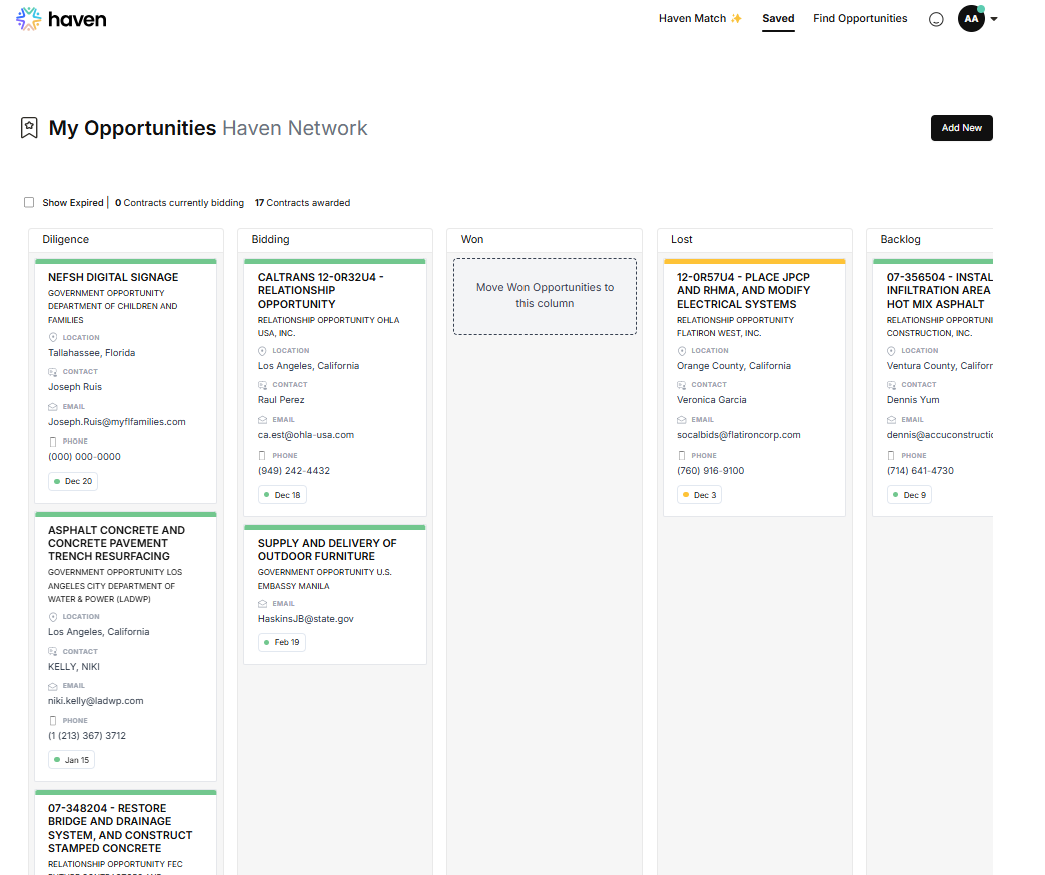 haven
Haven Match ✨
Saved
Find Opportunities
AA
My Opportunities Haven Network
Add New
Show Expired | 0 Contracts currently bidding 17 Contracts awarded
Diligence
NEFSH DIGITAL SIGNAGE
GOVERNMENT OPPORTUNITY
DEPARTMENT OF CHILDREN AND
FAMILIES
LOCATION
Tallahassee, Florida
CONTACT
Joseph Ruis
EMAIL
Joseph.Ruis@myflfamilies.com
PHONE
(000) 000-0000
Dec 20
ASPHALT CONCRETE AND
CONCRETE PAVEMENT
TRENCH RESURFACING
GOVERNMENT OPPORTUNITY LOS
ANGELES CITY DEPARTMENT OF
WATER & POWER (LADWP)
LOCATION
Los Angeles, California
CONTACT
KELLY, NIKI
EMAIL
niki.kelly@ladwp.com
PHONE
(1 (213) 367) 3712
Jan 15
07-348204 - RESTORE
BRIDGE AND DRAINAGE
SYSTEM, AND CONSTRUCT
STAMPED CONCRETE
RELATIONSHIP OPPORTUNITY FEC
Bidding
CALTRANS 12-0R32U4 -
RELATIONSHIP
OPPORTUNITY
RELATIONSHIP OPPORTUNITY OHLA
USA, INC.
LOCATION
Los Angeles, California
CONTACT
Raul Perez
EMAIL
ca.est@ohla-usa.com
PHONE
(949) 242-4432
Dec 18
SUPPLY AND DELIVERY OF
OUTDOOR FURNITURE
GOVERNMENT OPPORTUNITY U.S.
EMBASSY MANILA
EMAIL
HaskinsJB@state.gov
Feb 19
Won
Move Won Opportunities to
this column
Lost
12-0R57U4 - PLACE JPCP
AND RHMA, AND MODIFY
ELECTRICAL SYSTEMS
RELATIONSHIP OPPORTUNITY
FLATIRON WEST, INC.
LOCATION
Orange County, California
CONTACT
Veronica Garcia
EMAIL
socalbids@flatironcorp.com
PHONE
(760) 916-9100
Dec 3
Backlog
07-356504 - INSTAL
INFILTRATION AREA
HOT MIX ASPHALT
RELATIONSHIP OPPORTUNI
CONSTRUCTION, INC.
LOCATION
Ventura County, Californ
CONTACT
Dennis Yum
EMAIL
dennis@accuconstructic
PHONE
(714) 641-4730
Dec 9